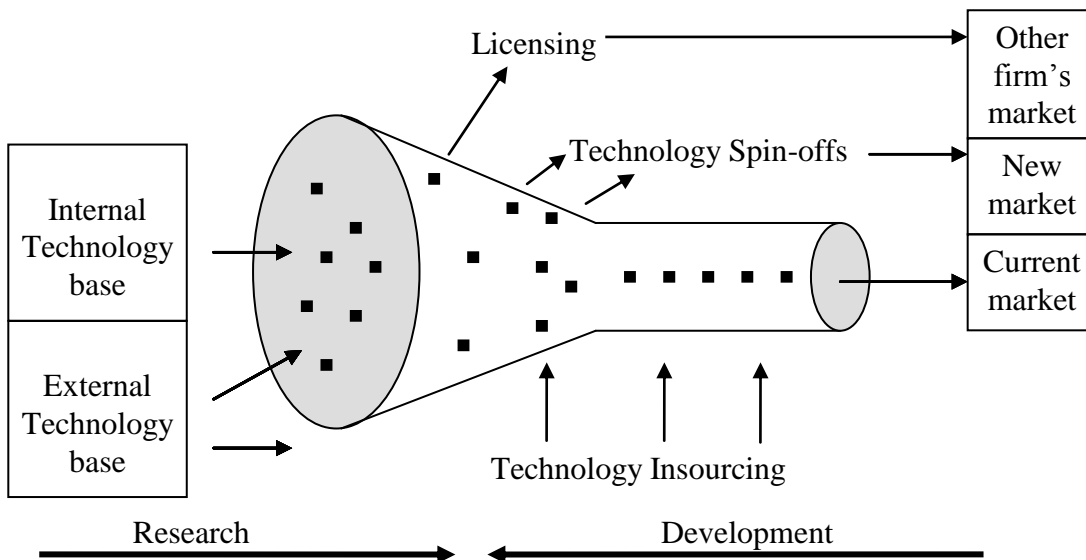 Licensing
Other
firm’s
market
Technology Spin-offs
New
market
Internal
Technology
base
Current
market
External
Technology
base
Technology Insourcing
Research
Development